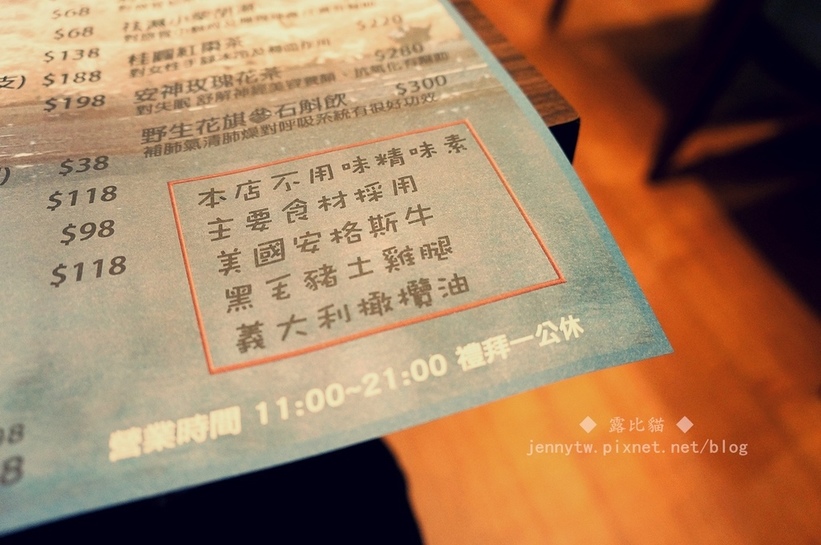 $68
$68
$138
$188
$198
$38
$118
$98
$118
$220
桂圓紅棗茶
$280
安神玫瑰花茶
$300
野生花旗參石斛飲
補肺氣清肺燥對呼吸系統有很好功效
本店不用味精味素
主要食材採用
美國安格斯牛
黑毛豬土雞腿
義大利橄欖油
營業時間 11:00~21:00 禮拜一公休
◆ 露比貓 ◆
jennytw.pixnet.net/blog